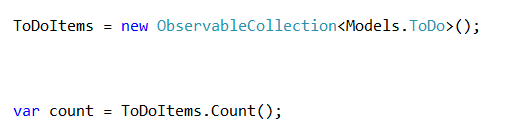 ToDoItems = new ObservableCollection<Models.ToDo>();
var count = ToDoItems.Count();